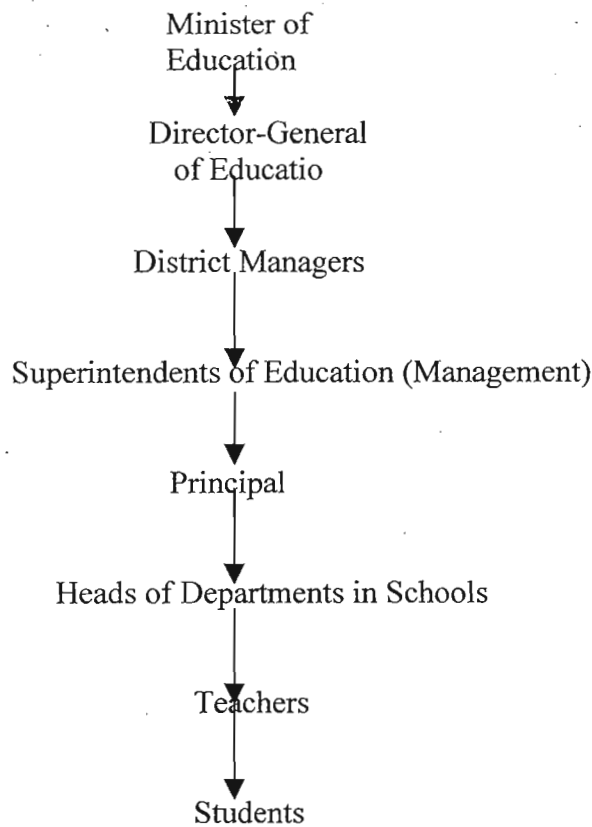 Minister of
Education
Director-General
of Educatio
District Managers
Superintendents of Education (Management)
Principal
Heads of Departments in Schools
Teachers
Students